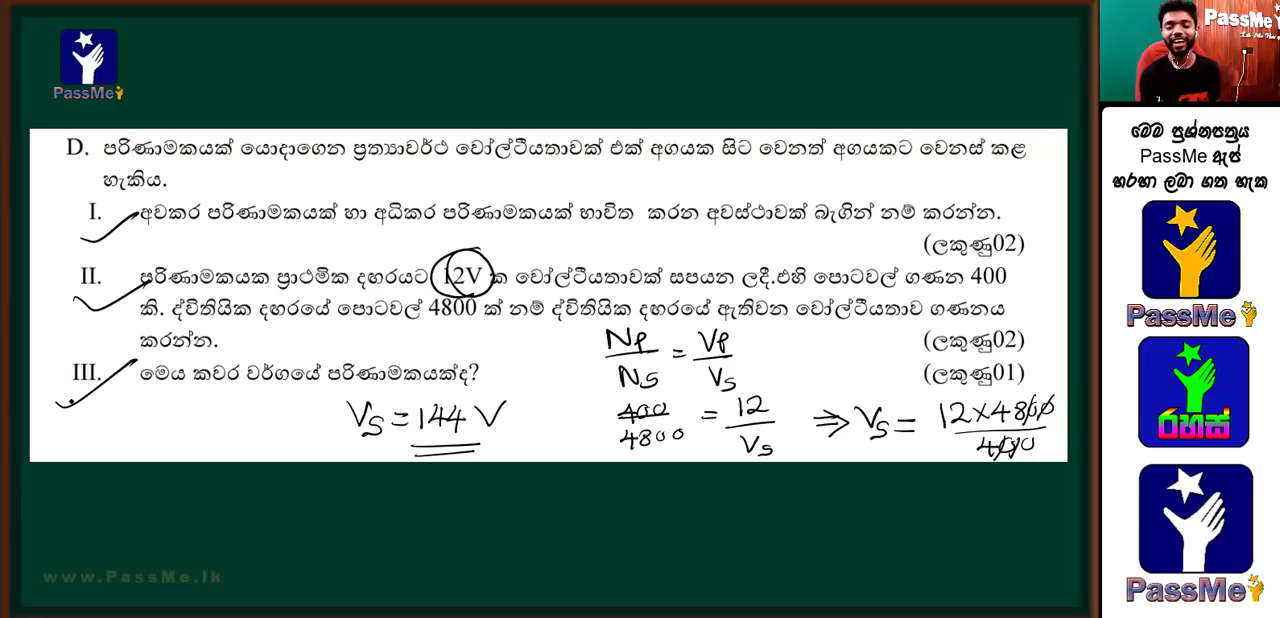 PassMe
D. පරිණාමකයක් යොදාගෙන ප්‍රත්‍යාවර්ථ වෝල්ටීයතාවක් එක් අගයක සිට වෙනත් අගයකට වෙනස් කළ
හැකිය.
I. අවකර පරිණාමකයක් හා අධිකර පරිණාමකයක් භාවිත කරන අවස්ථාවක් බැගින් නම් කරන්න.
(ලකුණු02)
II. පරිණාමකයක ප්‍රාථමික දඟරයට 12V ක වෝල්ටීයතාවක් සපයන ලදී.එහි පොටවල් ගණන 400
කි. ද්විතියික දඟරයේ පොටවල් 4800 ක් නම් ද්විතියික දඟරයේ ඇතිවන වෝල්ටීයතාව ගණනය
කරන්න.
(ලකුණු02)
Np/Ns = Vp/Vs
III. මෙය කවර වර්ගයේ පරිණාමකයක්ද?
(ලකුණු01)
Vs = 144 V
400/4800 = 12/Vs ⇒ Vs = 12×4800/400
www.PassMe.lk
PassMe
මෙම ප්‍රශ්නපත්‍රය
PassMe ඇප්
හරහා ලබා ගත හැක
PassMe
රහස්
PassMe